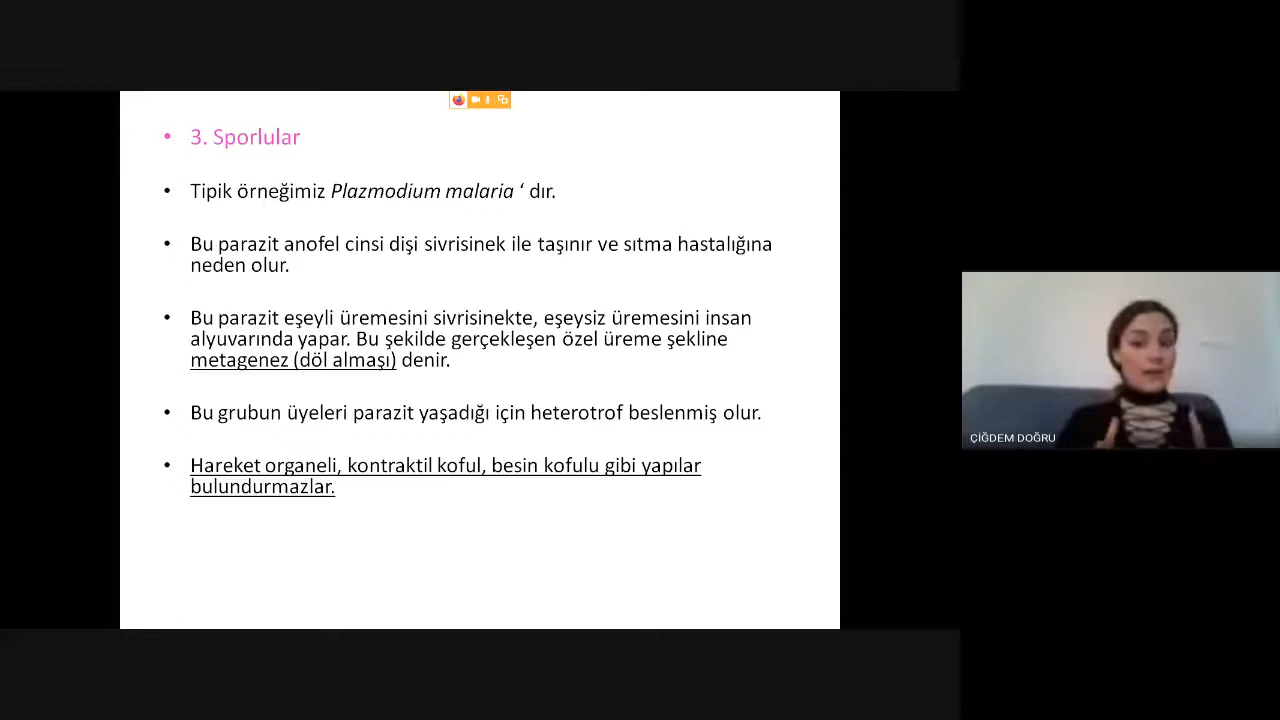 • 3. Sporlular
• Tipik örneğimiz Plazmodium malaria ‘ dır.
• Bu parazit anofel cinsi dişi sivrisinek ile taşınır ve sıtma hastalığına
neden olur.
• Bu parazit eşeyli üremesini sivrisinekte, eşeysiz üremesini insan
alyuvarında yapar. Bu şekilde gerçekleşen özel üreme şekline
metagenez (döl almaşı) denir.
• Bu grubun üyeleri parazit yaşadığı için heterotrof beslenmiş olur.
• Hareket organeli, kontraktil koful, besin kofulu gibi yapılar
bulundurmazlar.
ÇİĞDEM DOĞRU